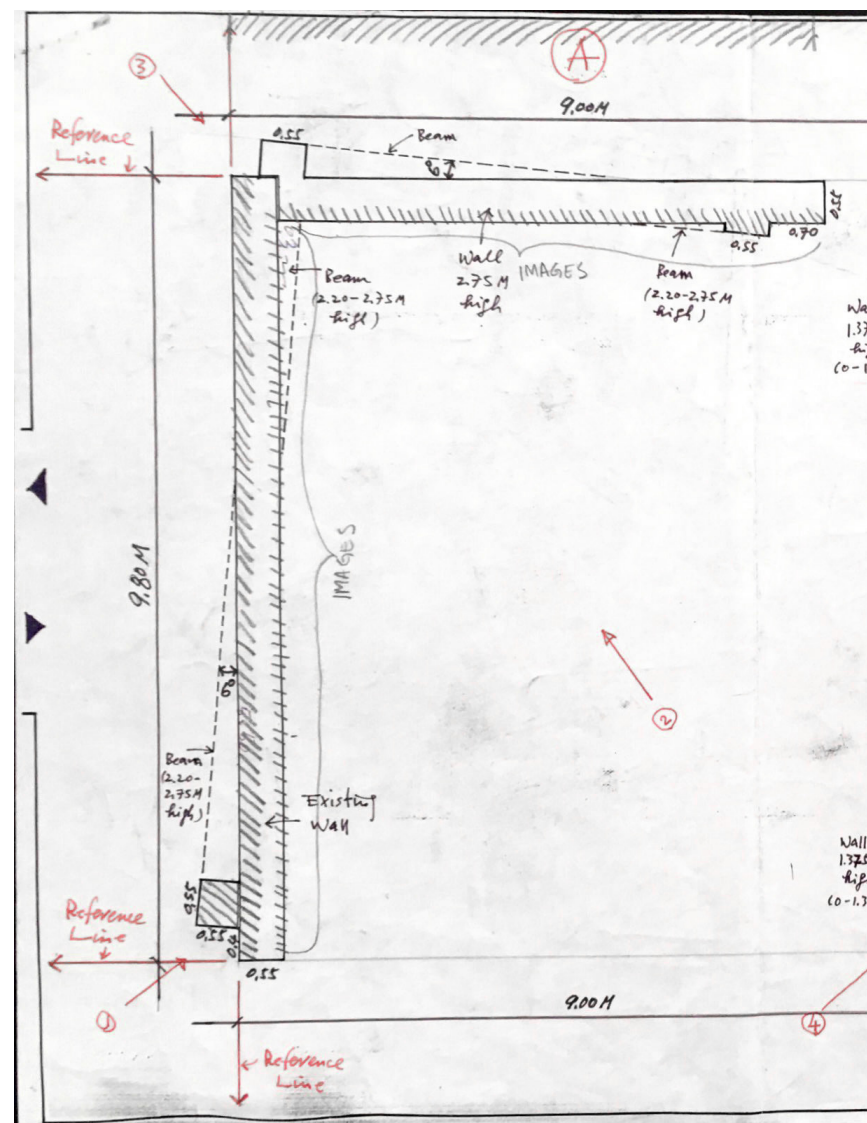 A
3
9.00M
Reference
Line
0.55
Beam
6°
0.55
0.55
0.70
Wall
2.75M
high
IMAGES
Beam
(2.20-2.75M
high)
Beam
(2.20-2.75M
high)
9.80M
IMAGES
6°
2
Beam
(2.20-
2.75M
high)
Existing
Wall
0.55
0.55
Reference
Line
0.55
1
9.00M
4
Reference
Line
Wall
1.375
high